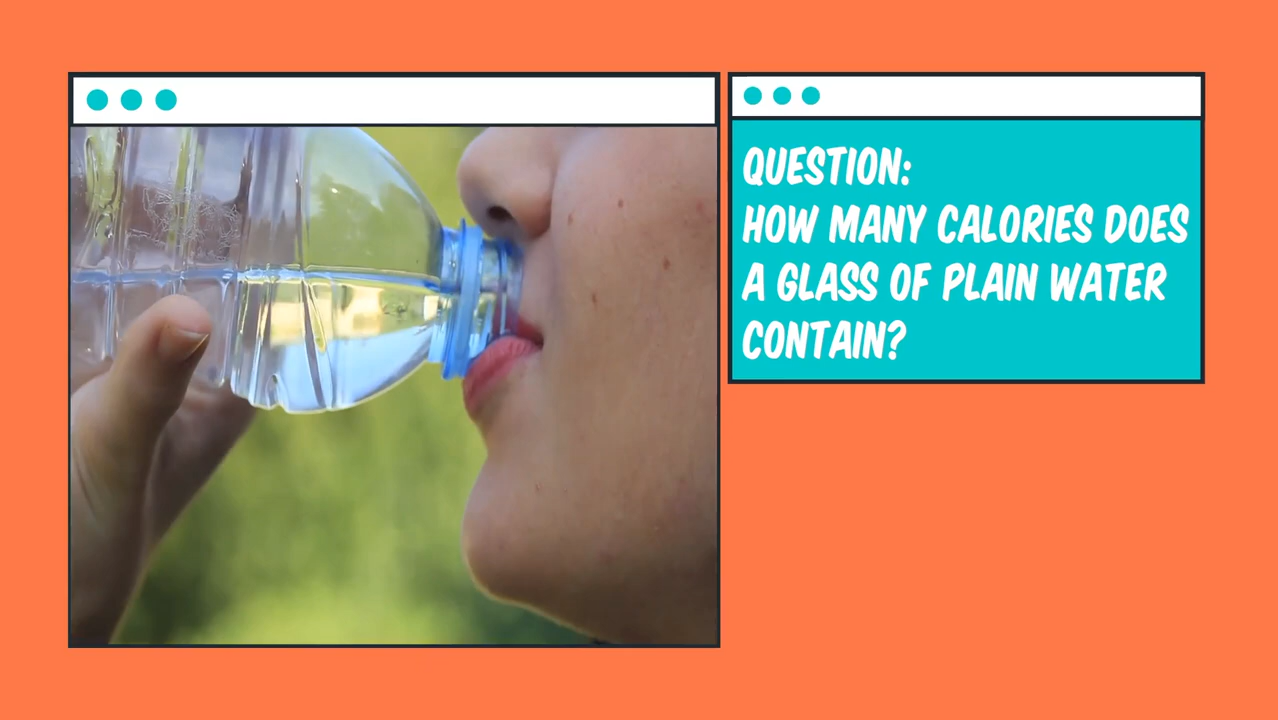 QUESTION:
HOW MANY CALORIES DOES
A GLASS OF PLAIN WATER
CONTAIN?